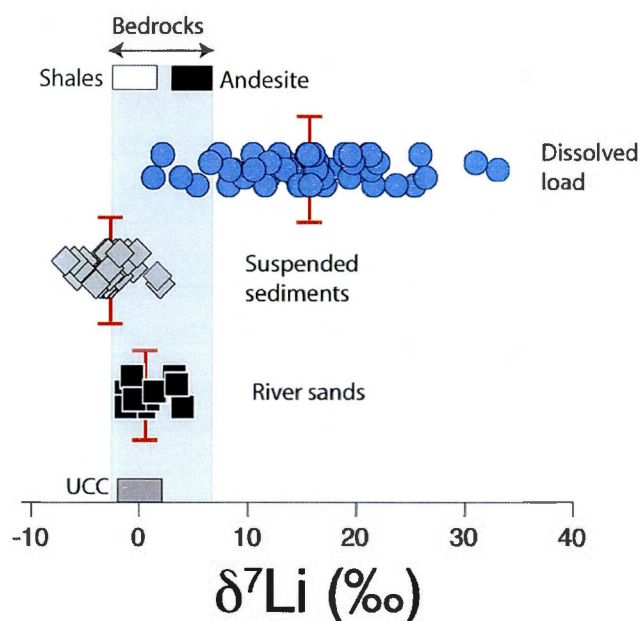 Bedrocks
Shales
Andesite
Dissolved
load
Suspended
sediments
River sands
UCC
-10 0 10 20 30 40
δ⁷Li (‰)